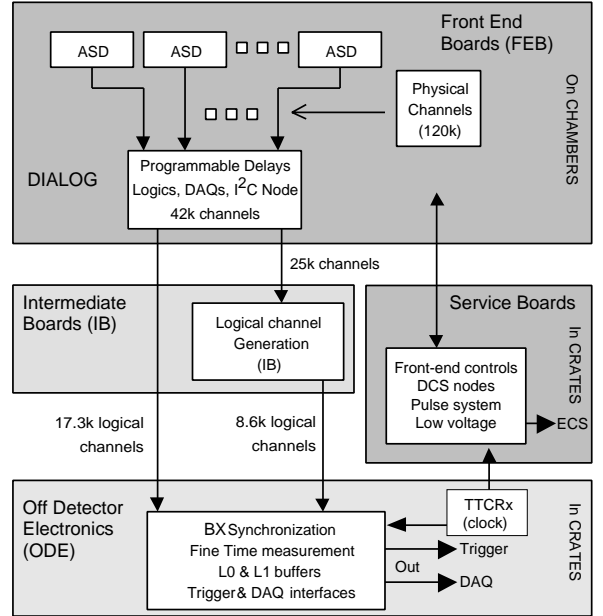 Front End
Boards (FEB)
ASD
ASD
ASD
Physical
Channels
(120k)
On CHAMBERS
DIALOG
Programmable Delays
Logics, DAQs, I2C Node
42k channels
25k channels
Intermediate
Boards (IB)
Logical channel
Generation
(IB)
Service Boards
Front-end controls
DCS nodes
Pulse system
Low voltage
ECS
In CRATES
17.3k logical
channels
8.6k logical
channels
Off Detector
Electronics
(ODE)
TTCRx
(clock)
In CRATES
BX Synchronization
Fine Time measurement
L0 & L1 buffers
Trigger & DAQ interfaces
Out
Trigger
DAQ